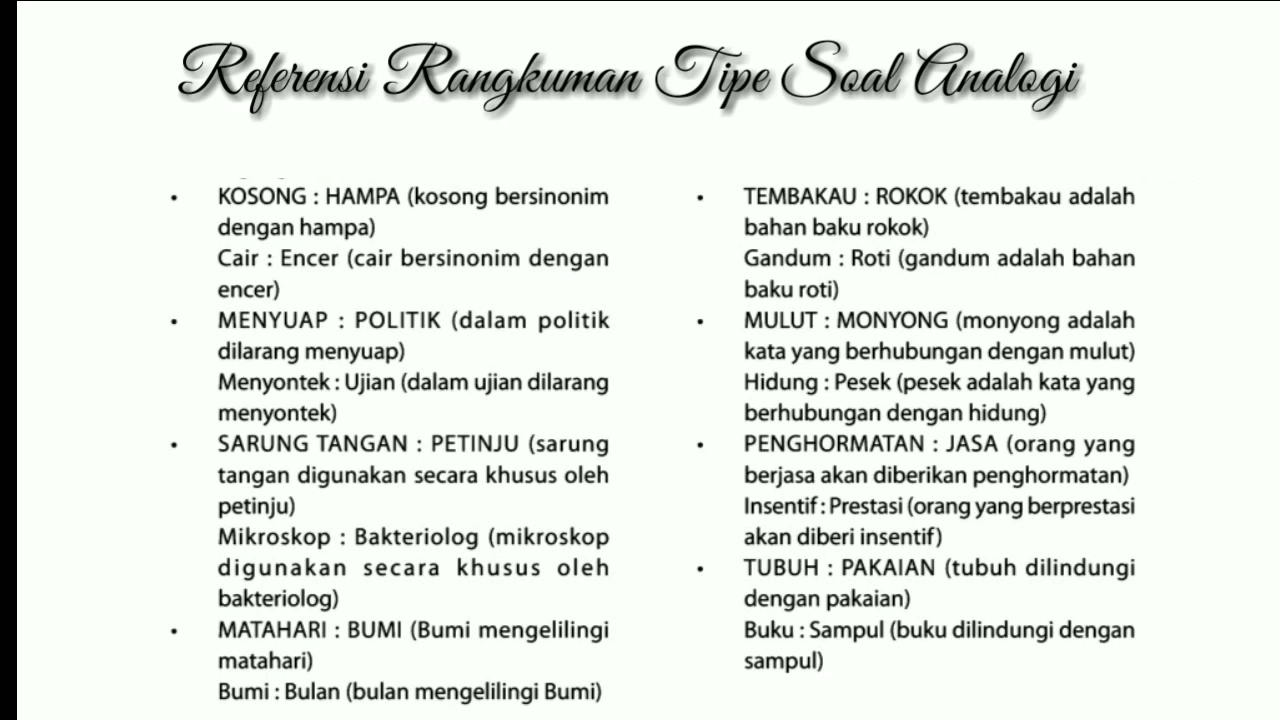 Referensi Rangkuman Tipe Soal Analogi
• KOSONG : HAMPA (kosong bersinonim
dengan hampa)
Cair : Encer (cair bersinonim dengan
encer)
• MENYUAP : POLITIK (dalam politik
dilarang menyuap)
Menyontek : Ujian (dalam ujian dilarang
menyontek)
• SARUNG TANGAN : PETINJU (sarung
tangan digunakan secara khusus oleh
petinju)
Mikroskop : Bakteriolog (mikroskop
digunakan secara khusus oleh
bakteriolog)
• MATAHARI : BUMI (Bumi mengelilingi
matahari)
Bumi : Bulan (bulan mengelilingi Bumi)
• TEMBAKAU : ROKOK (tembakau adalah
bahan baku rokok)
Gandum : Roti (gandum adalah bahan
baku roti)
• MULUT : MONYONG (monyong adalah
kata yang berhubungan dengan mulut)
Hidung : Pesek (pesek adalah kata yang
berhubungan dengan hidung)
• PENGHORMATAN : JASA (orang yang
berjasa akan diberikan penghormatan)
Insentif : Prestasi (orang yang berprestasi
akan diberi insentif)
• TUBUH : PAKAIAN (tubuh dilindungi
dengan pakaian)
Buku : Sampul (buku dilindungi dengan
sampul)